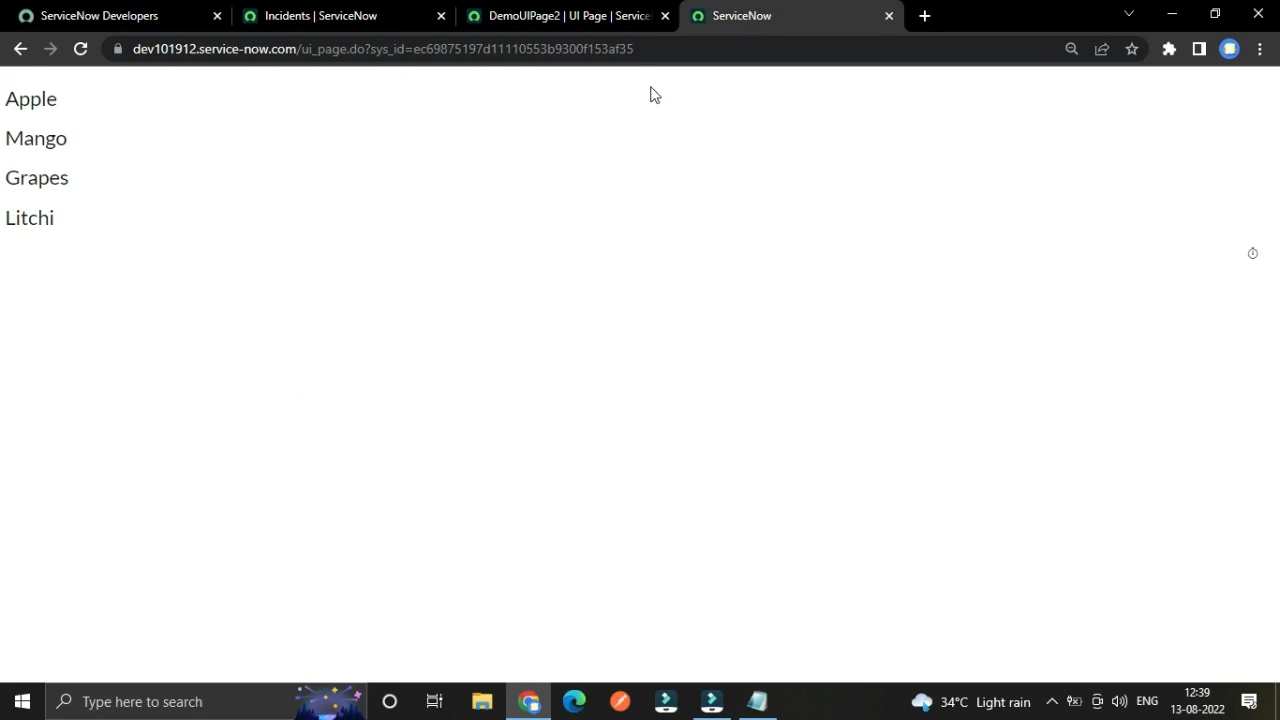 ServiceNow Developers
Incidents | ServiceNow
DemoUIPage2 | UI Page | Service
ServiceNow
dev101912.service-now.com/ui_page.do?sys_id=ec69875197d11110553b9300f153af35
Apple
Mango
Grapes
Litchi
Type here to search
34°C Light rain
ENG
12:39
13-08-2022